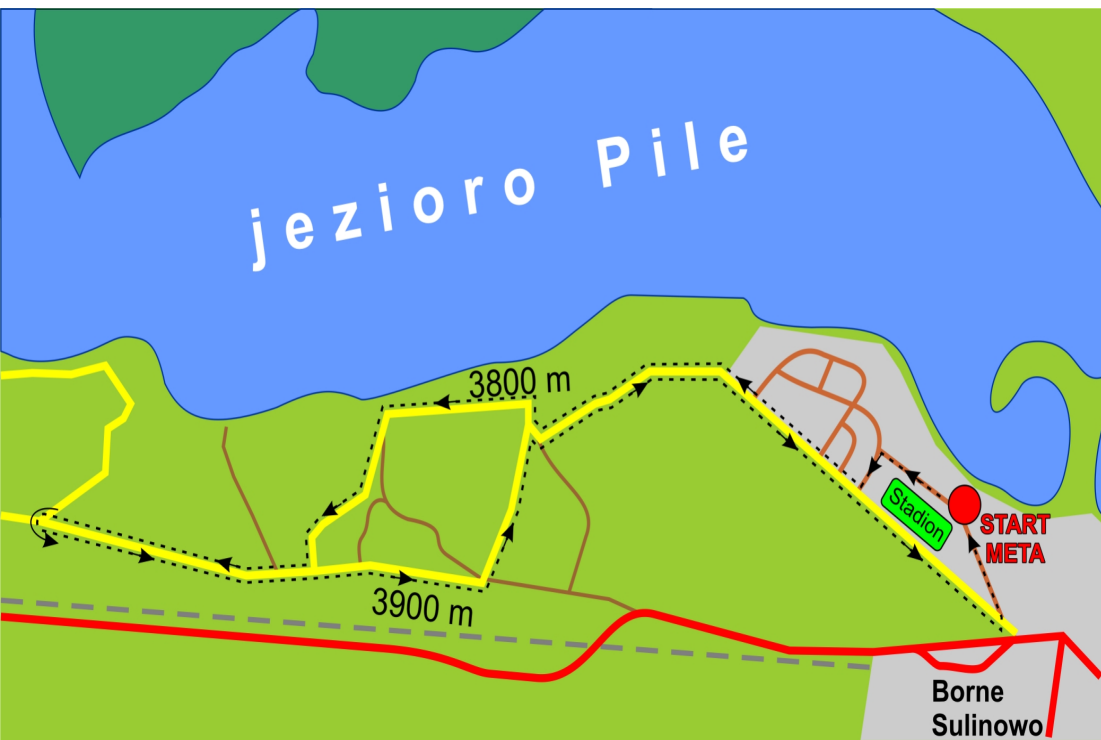 jezioro Pile
3800 m
Stadion
START
META
3900 m
Borne
Sulinowo